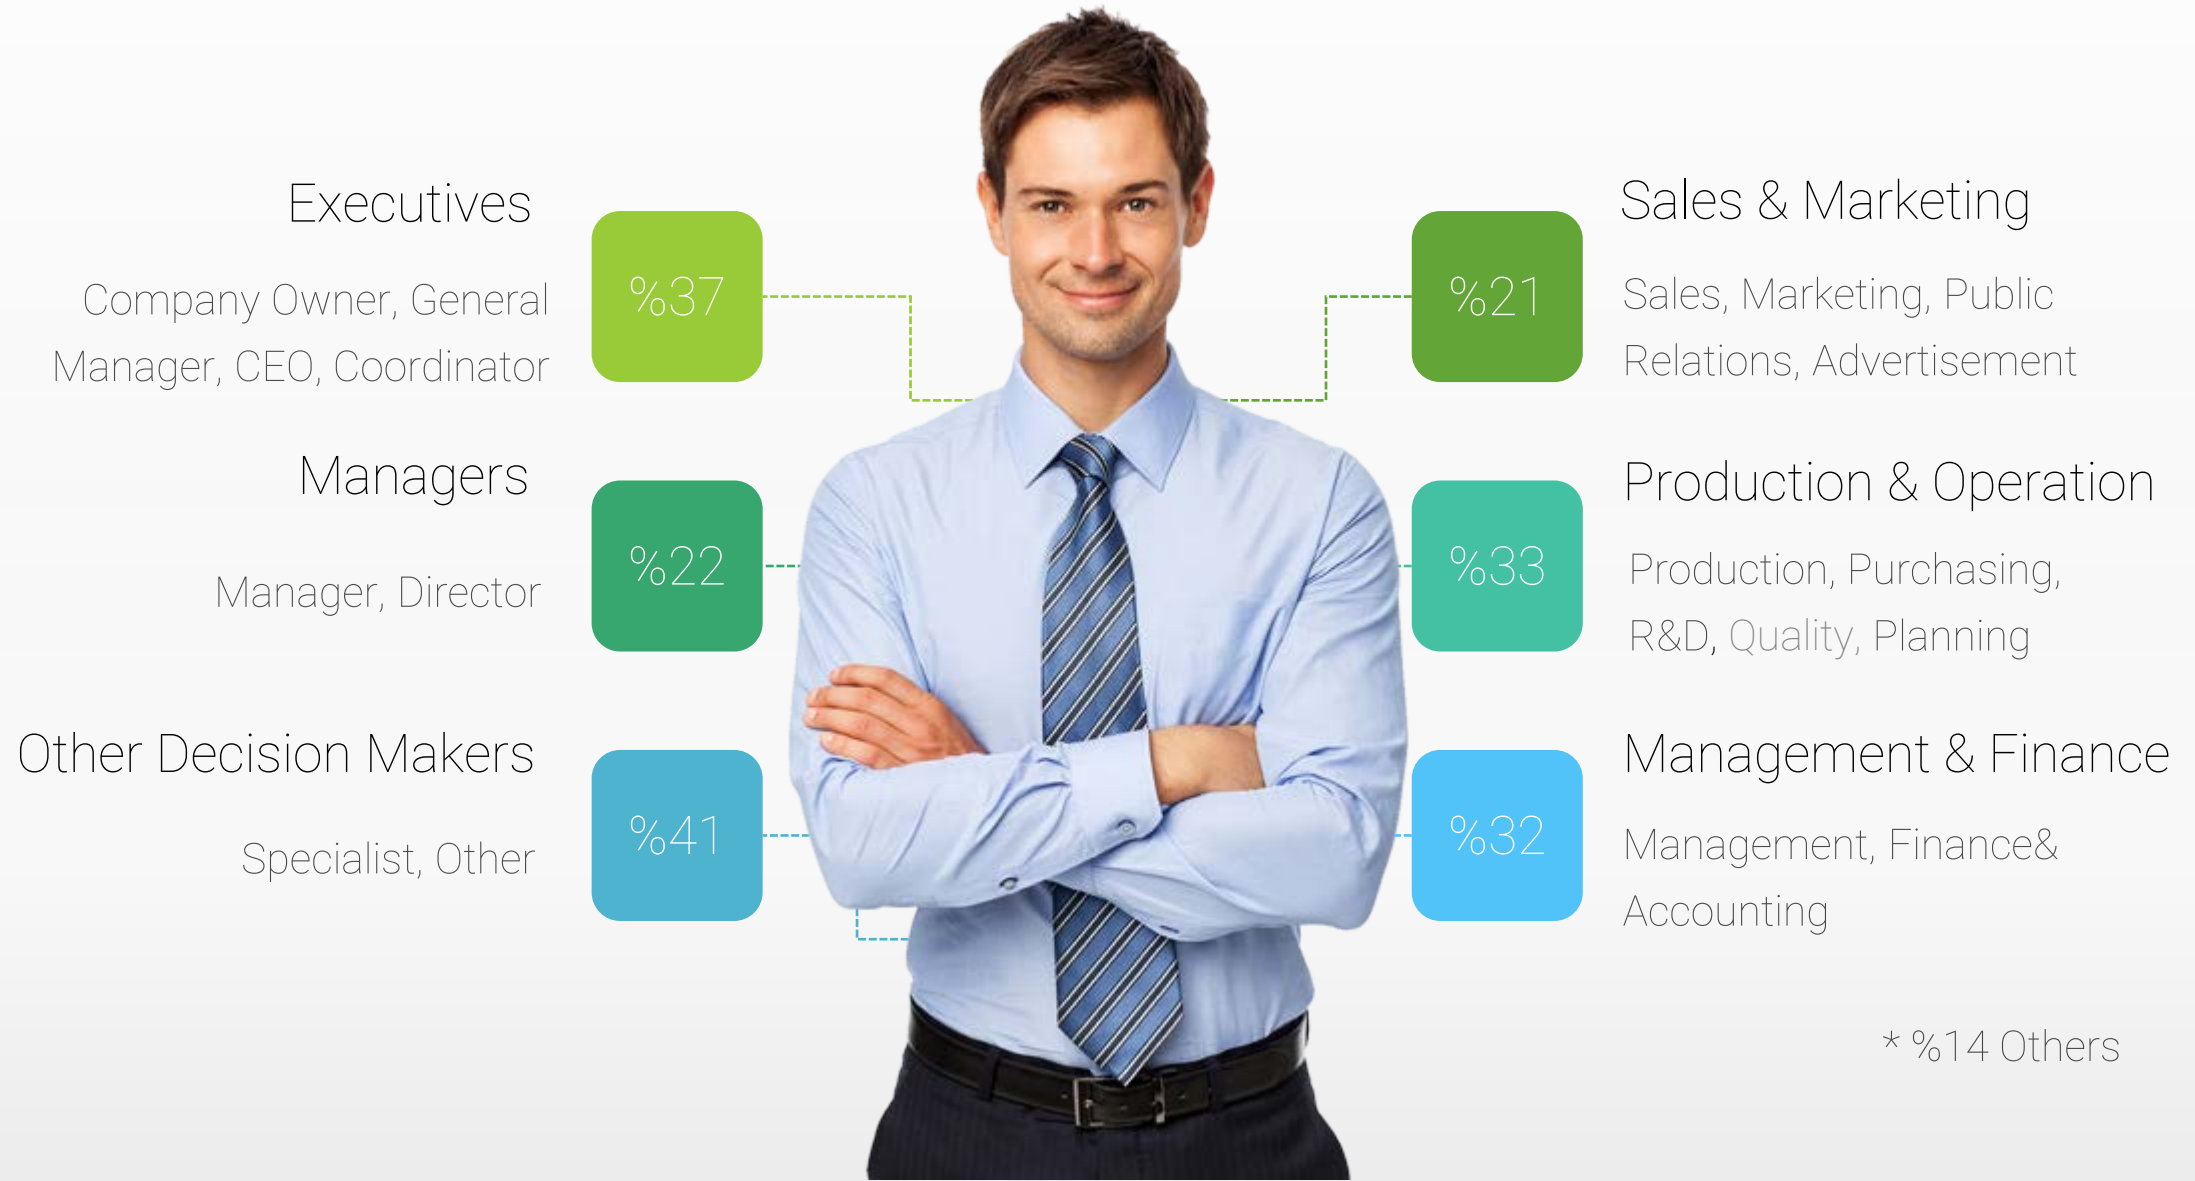 Executives
%37
Company Owner, General
Manager, CEO, Coordinator
Managers
%22
Manager, Director
Other Decision Makers
%41
Specialist, Other
Sales & Marketing
%21
Sales, Marketing, Public
Relations, Advertisement
Production & Operation
%33
Production, Purchasing,
R&D, Quality, Planning
Management & Finance
%32
Management, Finance&
Accounting
* %14 Others